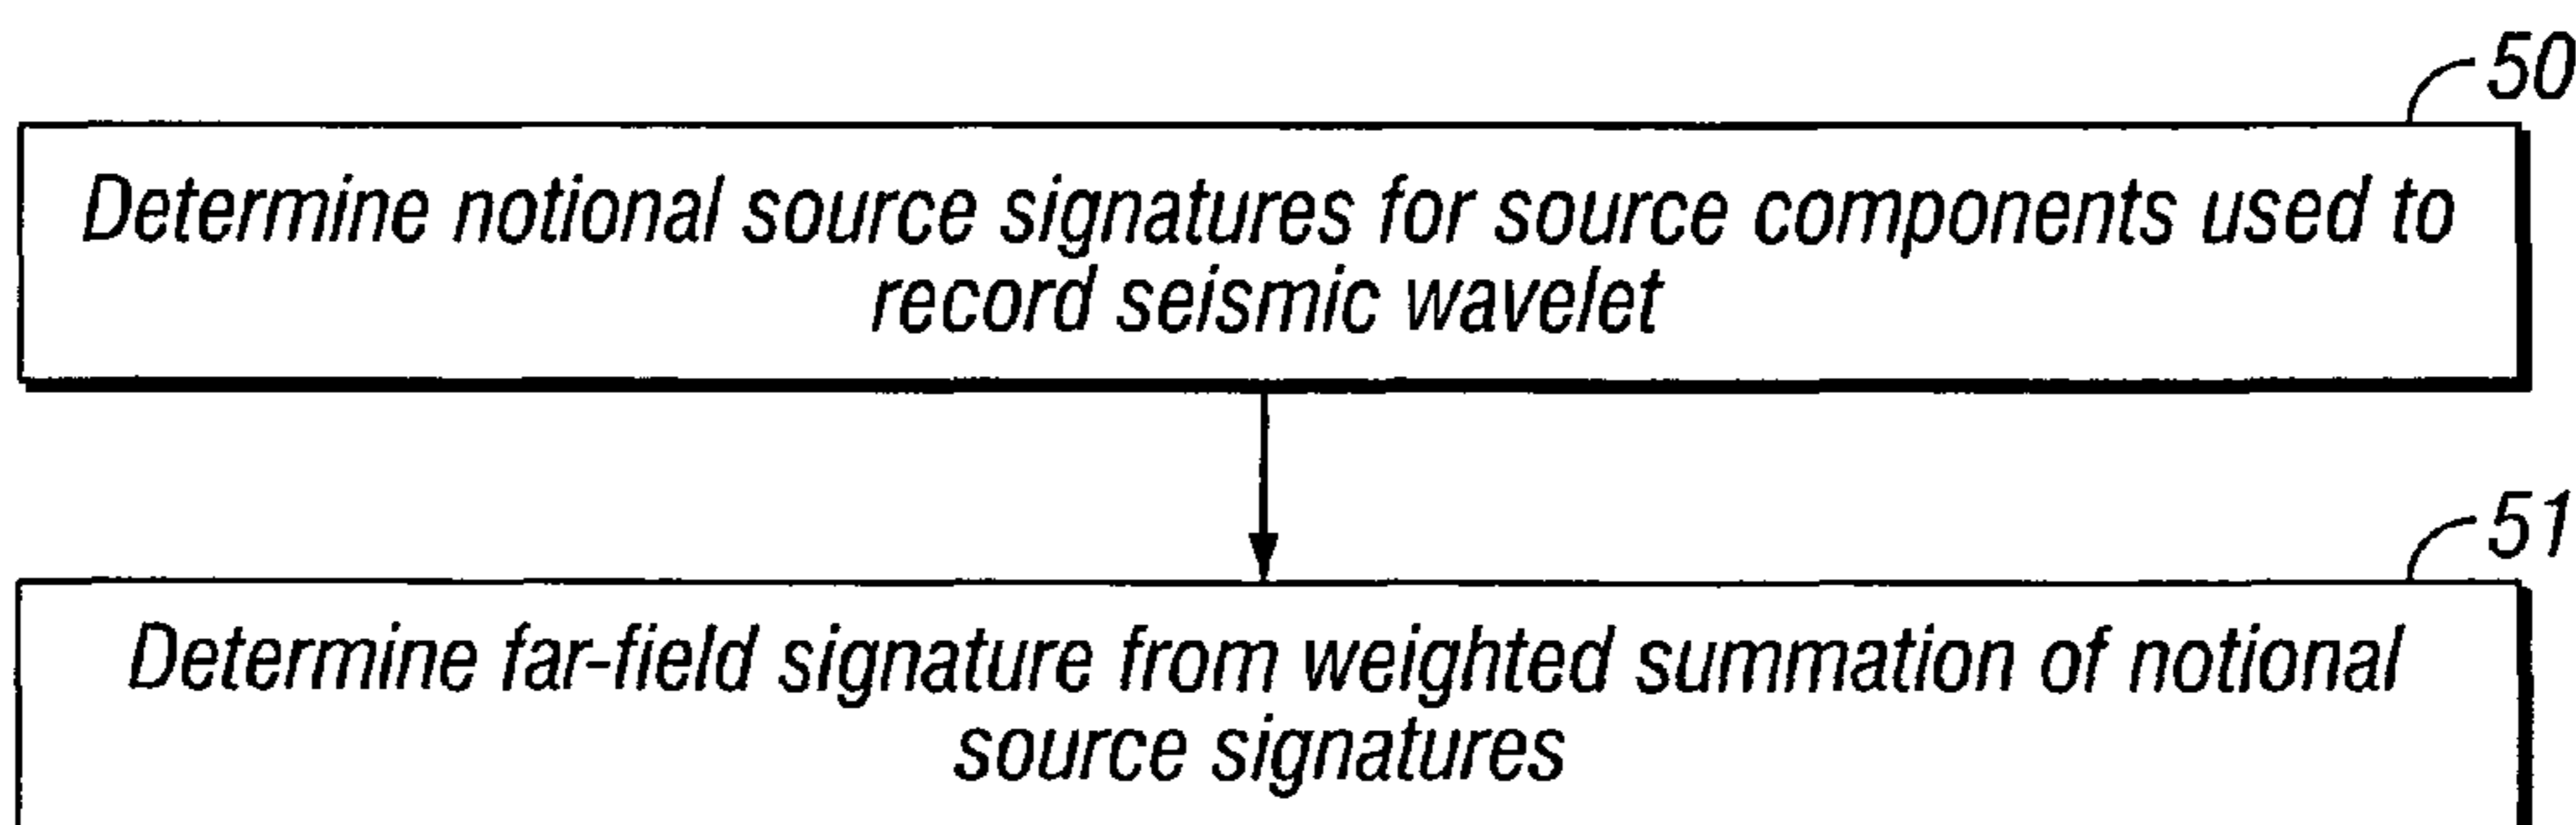 50
Determine notional source signatures for source components used to
record seismic wavelet
51
Determine far-field signature from weighted summation of notional
source signatures